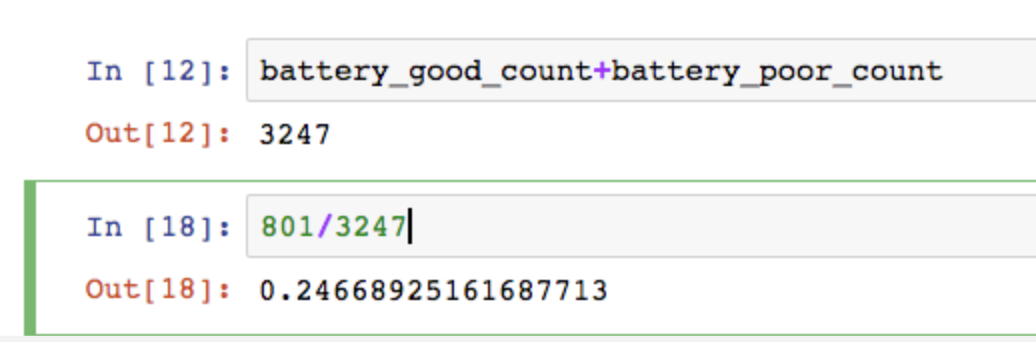 In [12]: battery_good_count+battery_poor_count
Out[12]: 3247
In [18]: 801/3247
Out[18]: 0.24668925161687713